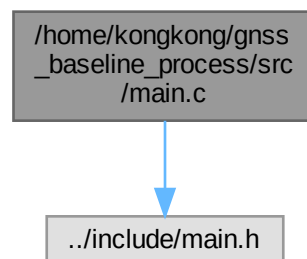 /home/kongkong/gnss
_baseline_process/src
/main.c
../include/main.h